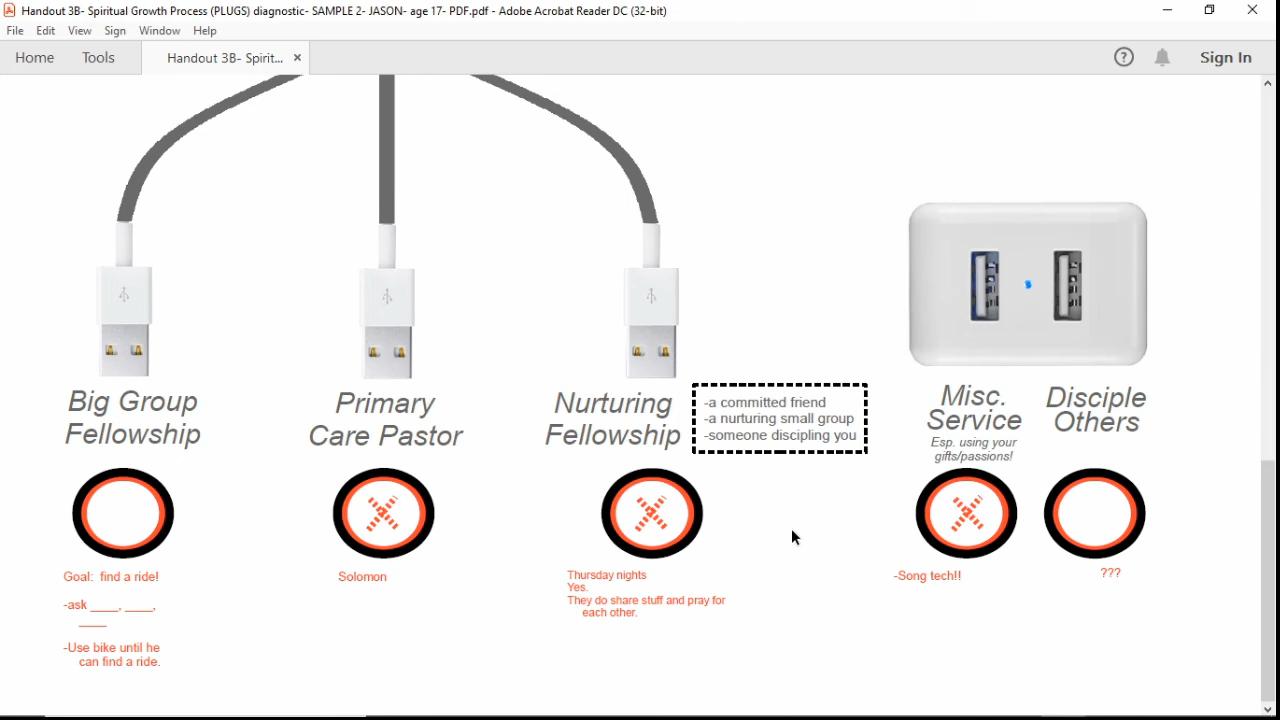 Handout 3B- Spiritual Growth Process (PLUGS) diagnostic- SAMPLE 2- JASON- age 17- PDF.pdf - Adobe Acrobat Reader DC (32-bit)
File Edit View Sign Window Help
Home Tools Handout 3B- Spirit... × ? Sign In
Big Group
Fellowship
Primary
Care Pastor
Nurturing
Fellowship
-a committed friend
-a nurturing small group
-someone discipling you
Misc.
Service
Esp. using your
gifts/passions!
Disciple
Others
Goal: find a ride!
-ask ____, ____,
____
-Use bike until he
can find a ride.
Solomon
Thursday nights
Yes.
They do share stuff and pray for
each other.
-Song tech!!
???